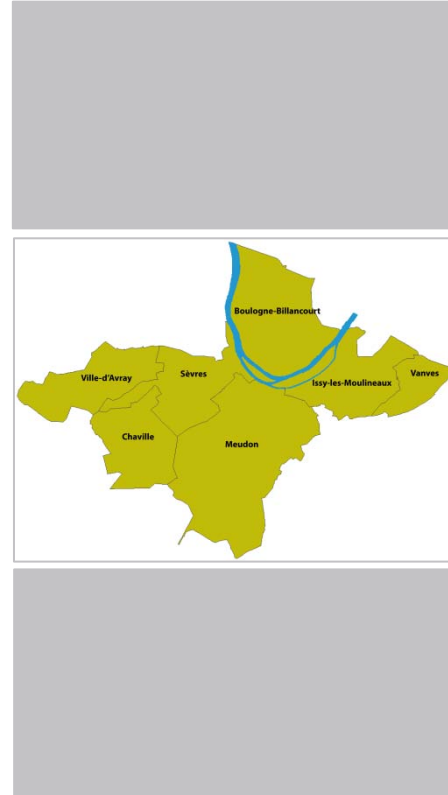 Boulogne-Billancourt
Ville-d'Avray
Sèvres
Issy-les-Moulineaux
Vanves
Chaville
Meudon